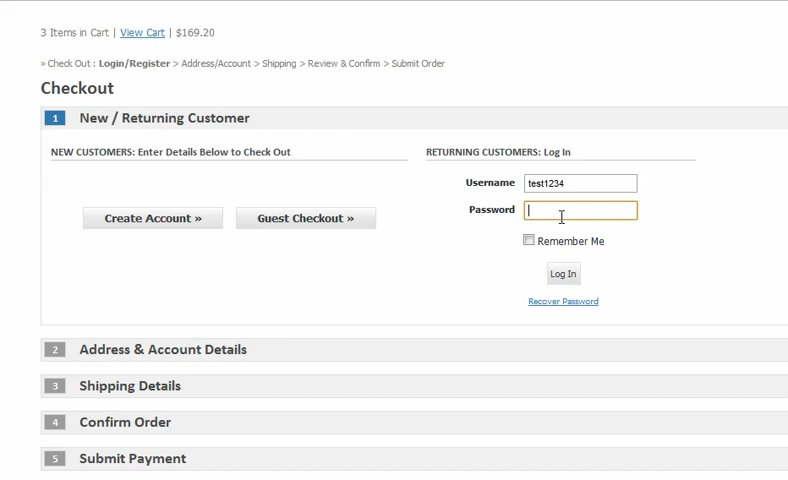 3 Items in Cart | View Cart | $169.20
» Check Out : Login/Register > Address/Account > Shipping > Review & Confirm > Submit Order
Checkout
1 New / Returning Customer
NEW CUSTOMERS: Enter Details Below to Check Out
Create Account »
Guest Checkout »
RETURNING CUSTOMERS: Log In
Username test1234
Password
Remember Me
Log In
Recover Password
2 Address & Account Details
3 Shipping Details
4 Confirm Order
5 Submit Payment